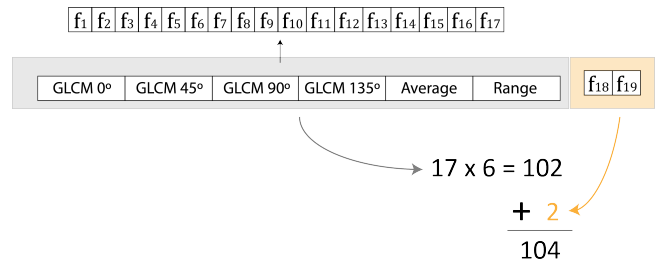 f1 f2 f3 f4 f5 f6 f7 f8 f9 f10 f11 f12 f13 f14 f15 f16 f17
GLCM 0º GLCM 45º GLCM 90º GLCM 135º Average Range f18 f19
17 x 6 = 102
+ 2
104